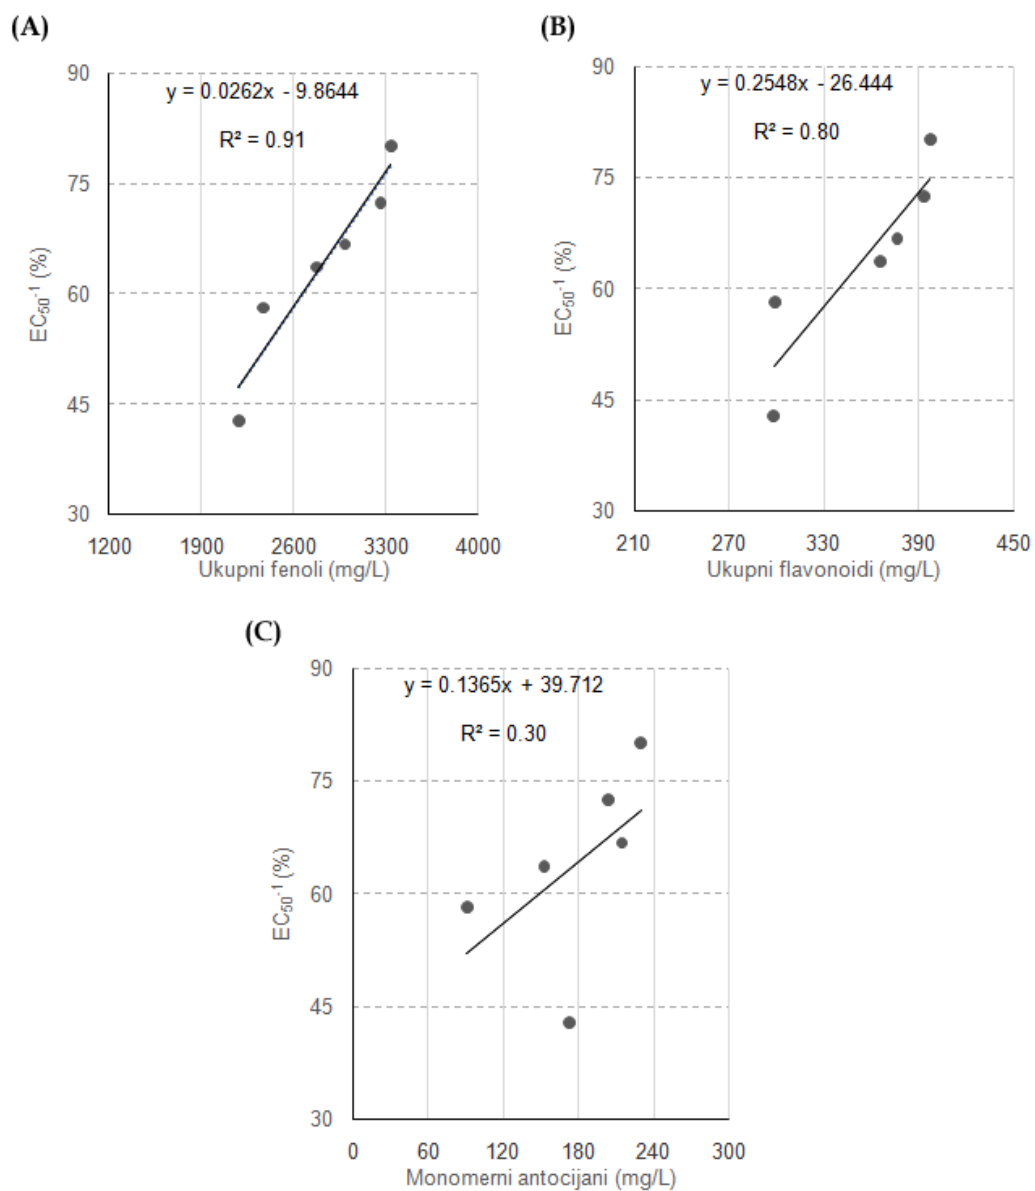 (A)
y = 0.0262x - 9.8644
R² = 0.91
90
75
60
45
30
EC₅₀⁻¹ (%)
1200 1900 2600 3300 4000
Ukupni fenoli (mg/L)
(B)
y = 0.2548x - 26.444
R² = 0.80
90
75
60
45
30
EC₅₀⁻¹ (%)
210 270 330 390 450
Ukupni flavonoidi (mg/L)
(C)
y = 0.1365x + 39.712
R² = 0.30
90
75
60
45
30
EC₅₀⁻¹ (%)
0 60 120 180 240 300
Monomerni antocijani (mg/L)